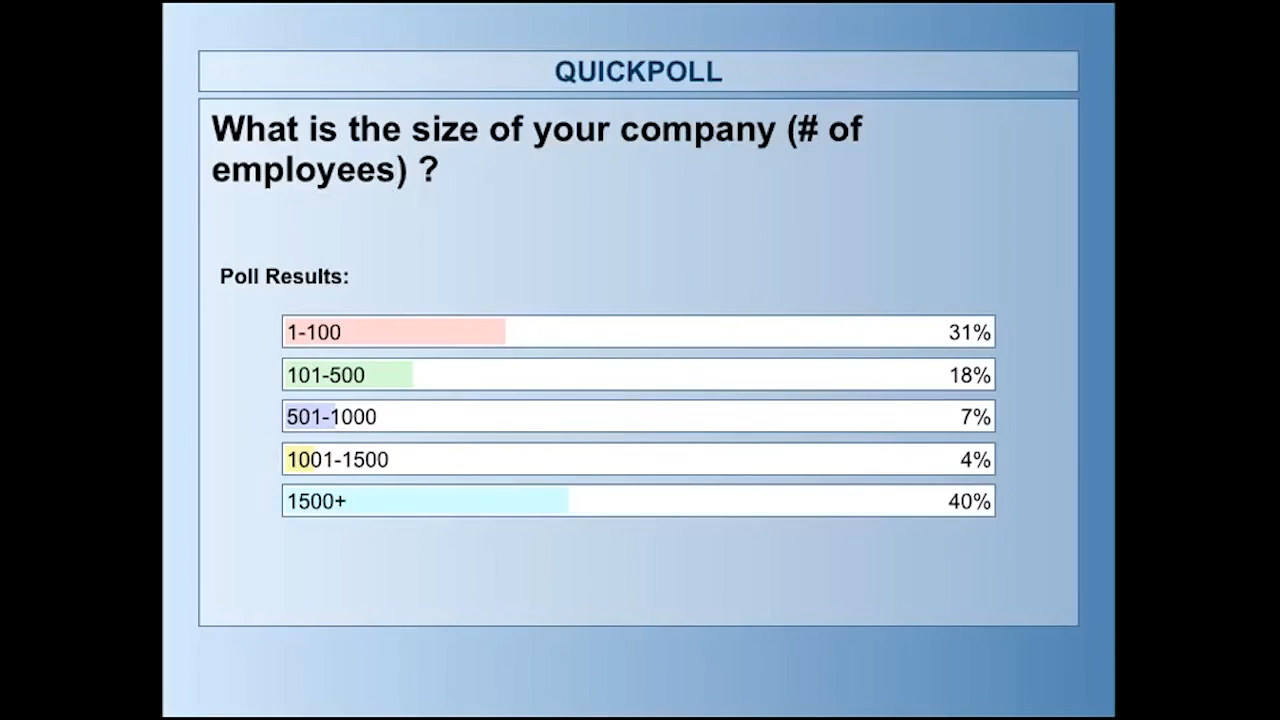 QUICKPOLL
What is the size of your company (# of
employees) ?
Poll Results:
1-100 31%
101-500 18%
501-1000 7%
1001-1500 4%
1500+ 40%